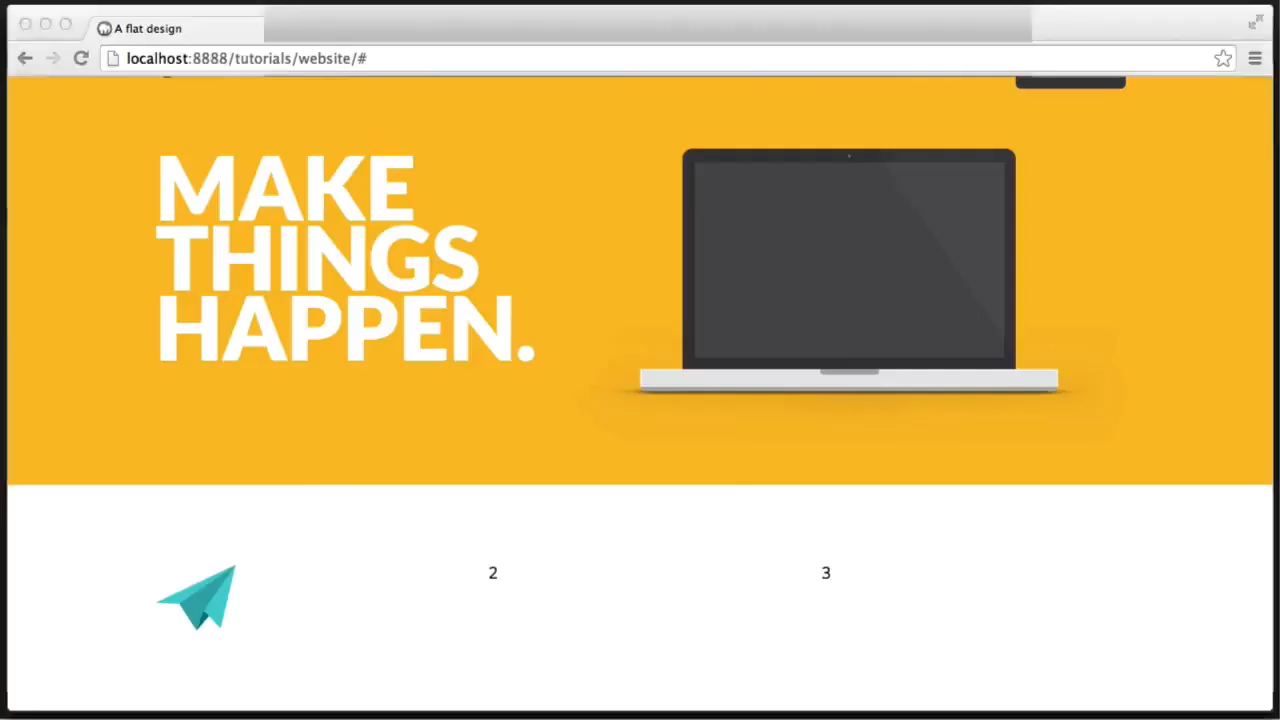 A flat design
localhost:8888/tutorials/website/#
MAKE
THINGS
HAPPEN.
2
3